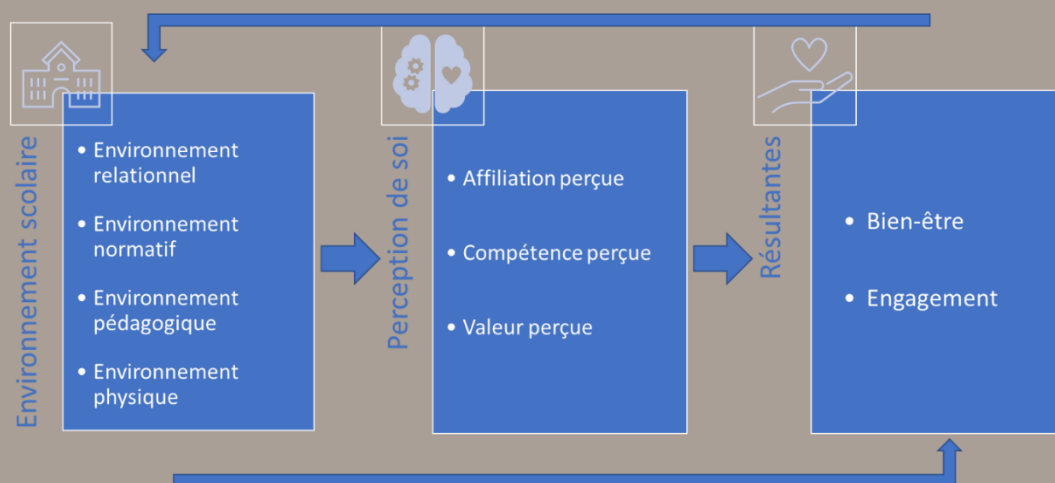 Environnement scolaire
• Environnement
relationnel
• Environnement
normatif
• Environnement
pédagogique
• Environnement
physique
Perception de soi
• Affiliation perçue
• Compétence perçue
• Valeur perçue
Résultantes
• Bien-être
• Engagement